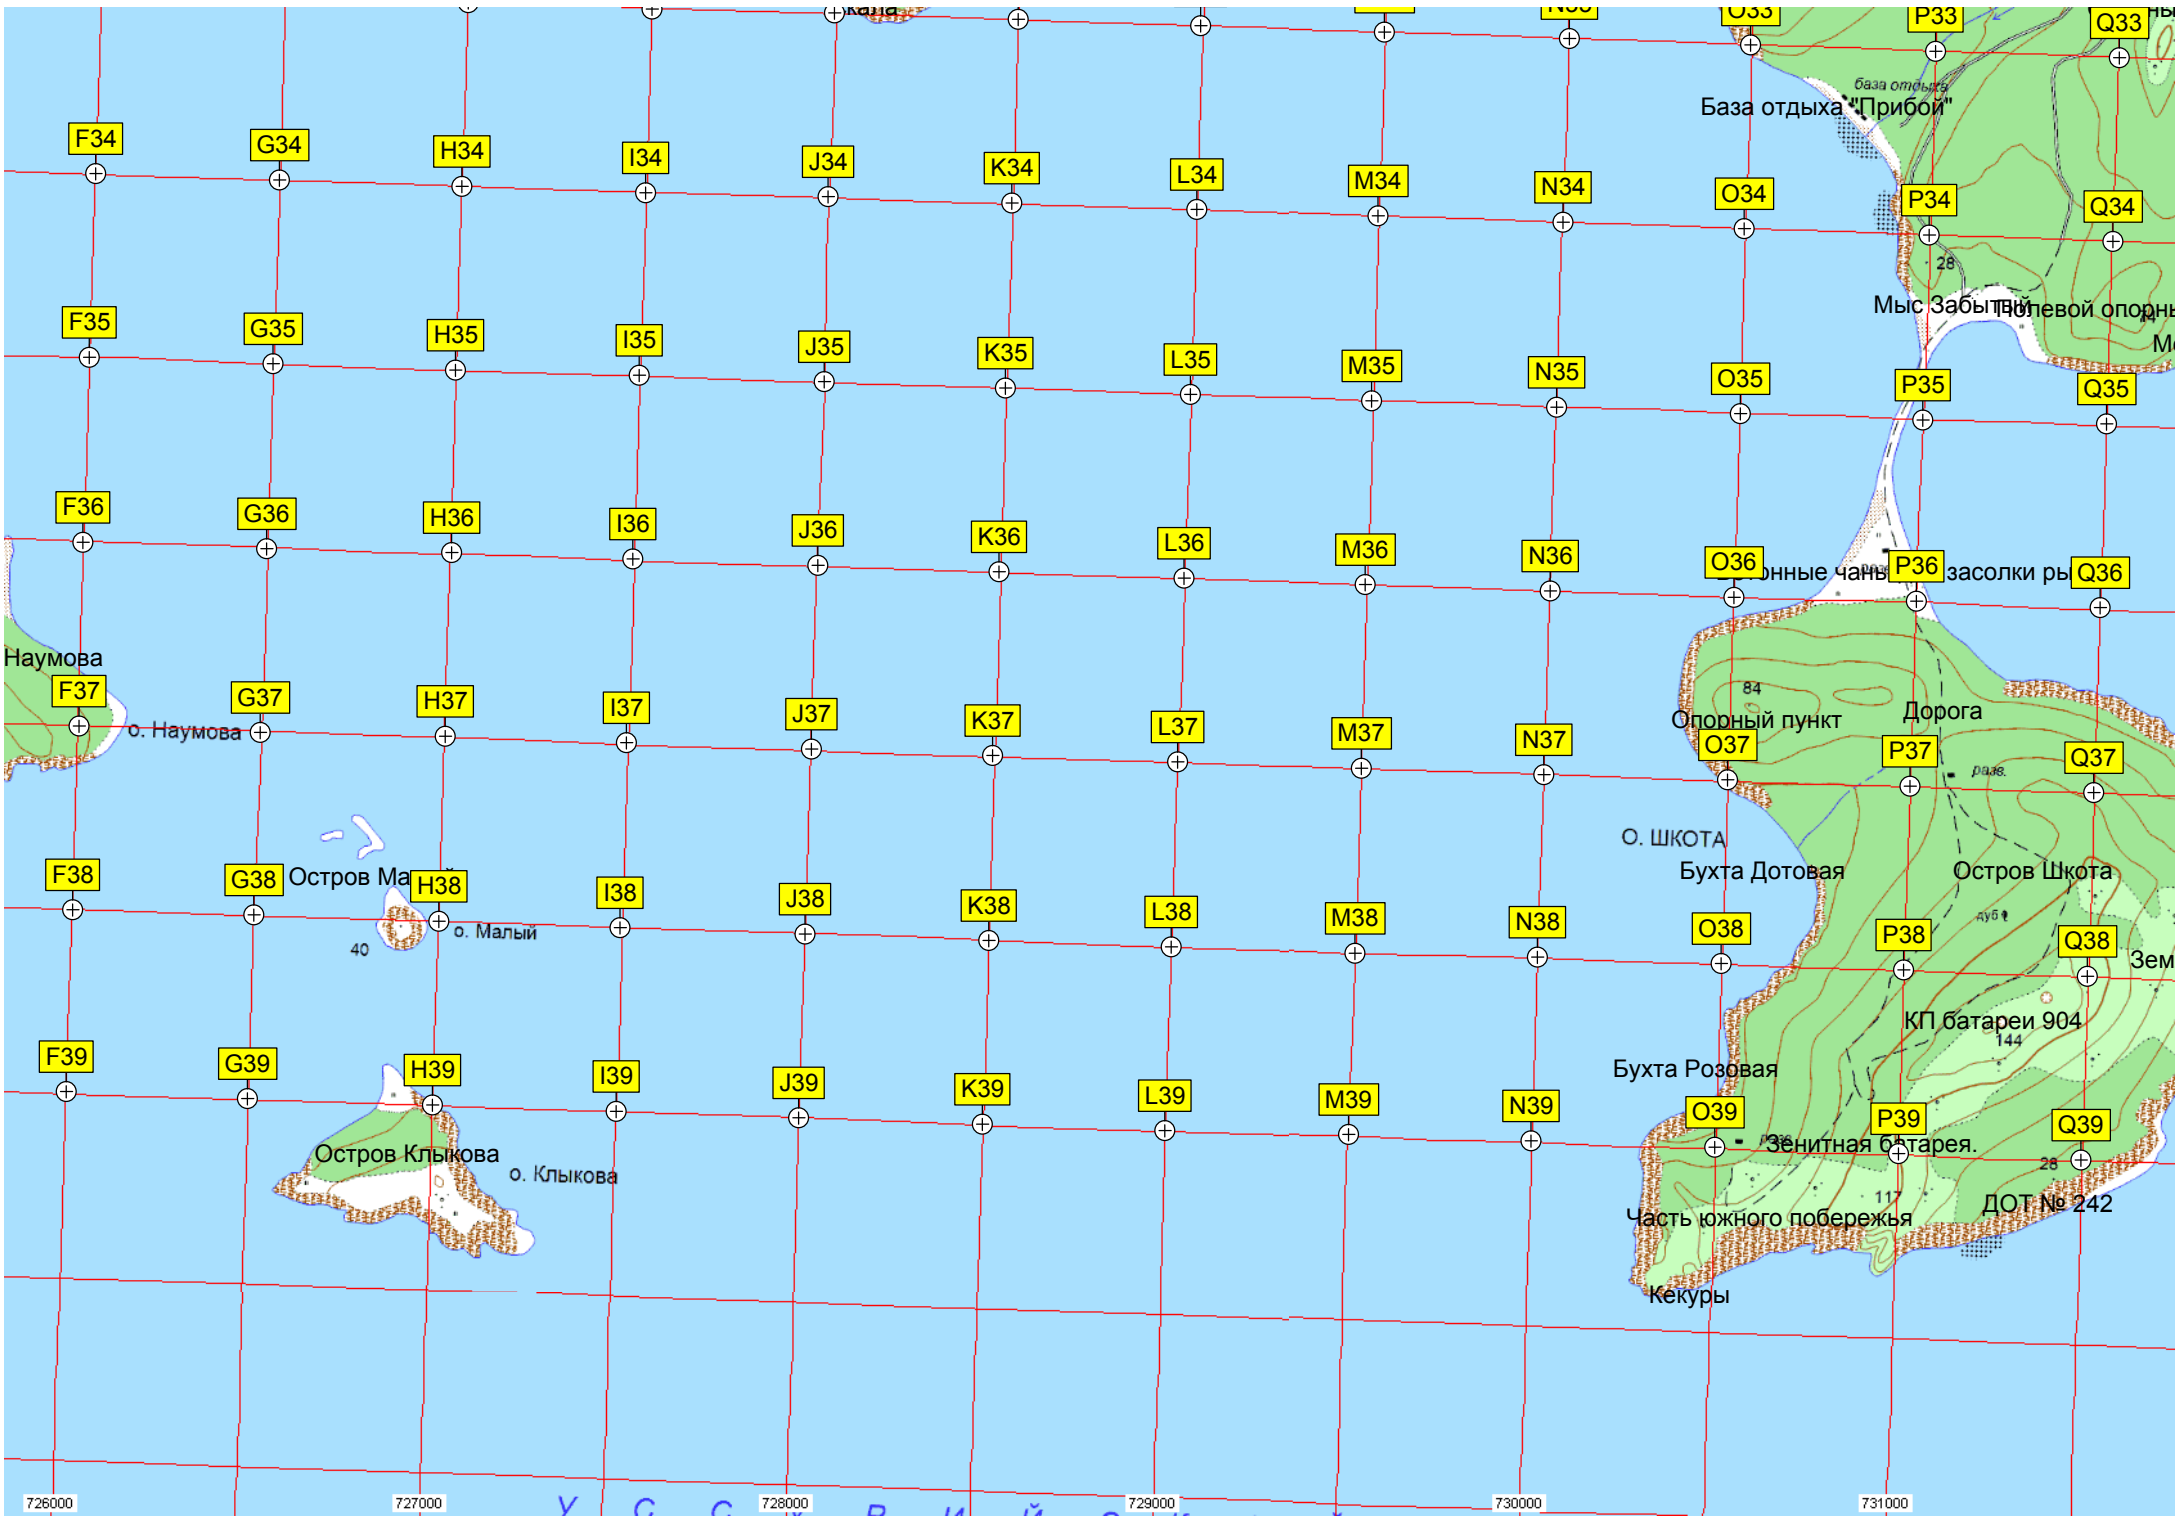 кала
O33
P33
Q33
база отдыха
База отдыха "Прибой"
F34
G34
H34
I34
J34
K34
L34
M34
N34
O34
P34
Q34
28
Мыс Забытый
Полевой опорны
F35
G35
H35
I35
J35
K35
L35
M35
N35
O35
P35
Q35
F36
G36
H36
I36
J36
K36
L36
M36
N36
O36
P36
Q36
засолки ры
Наумова
84
Опорный пункт
Дорога
F37
G37
H37
I37
J37
K37
L37
M37
N37
O37
P37
Q37
о. Наумова
разв.
О. ШКОТА
Бухта Дотовая
Остров Шкота
F38
G38
Остров Ма
H38
I38
J38
K38
L38
M38
N38
O38
P38
Q38
дуб
о. Малый
40
Зем
КП батареи 904
144
Бухта Розовая
F39
G39
H39
I39
J39
K39
L39
M39
N39
O39
P39
Q39
Зенитная батарея.
Остров Клыкова
о. Клыкова
28
117
ДОТ № 242
Часть южного побережья
Кекуры
726000
727000
728000
729000
730000
731000